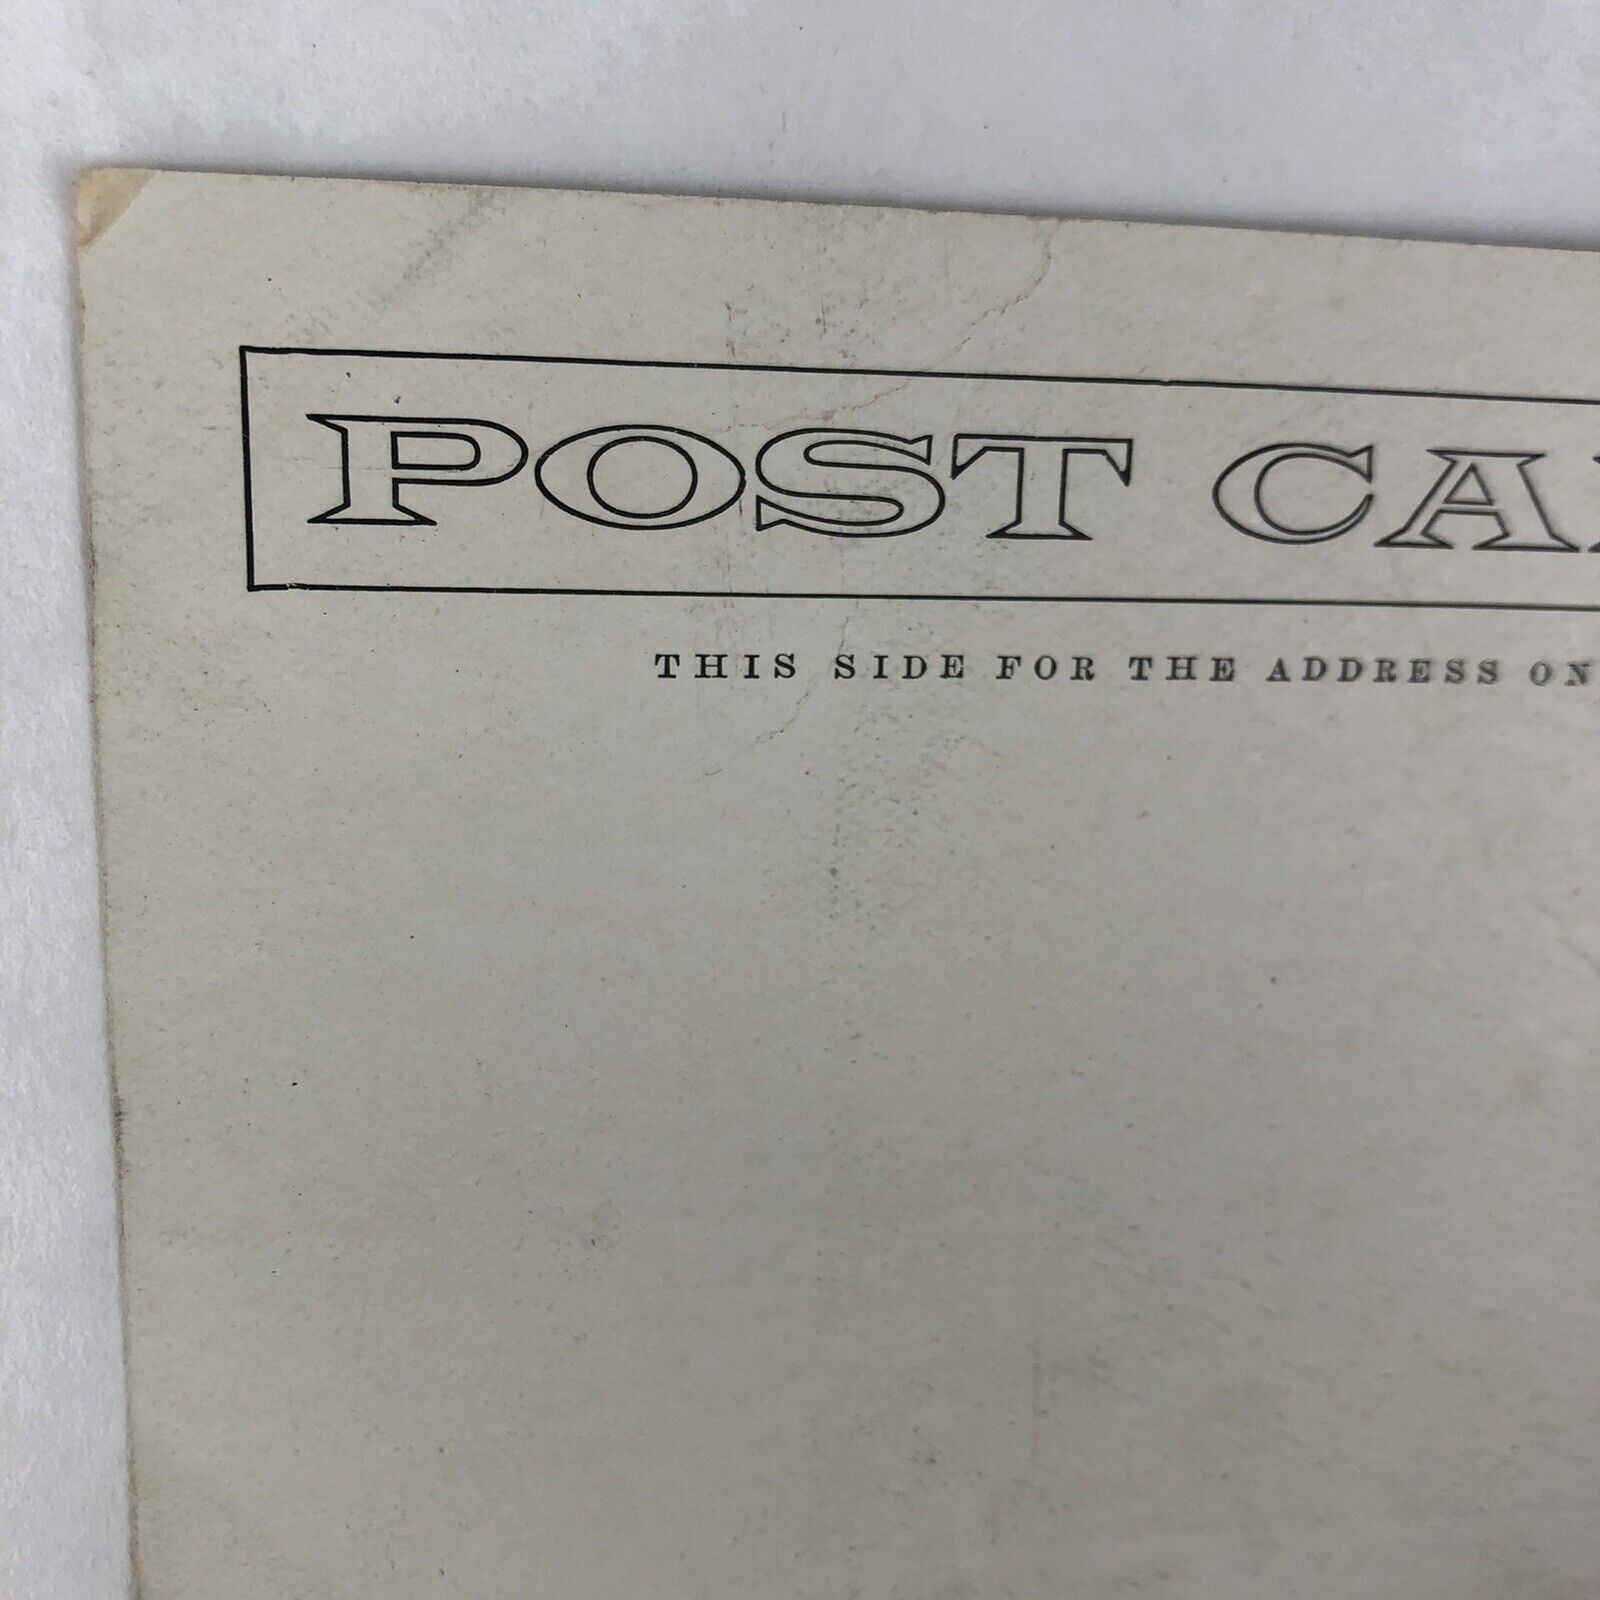 POST CA
THIS SIDE FOR THE ADDRESS ON